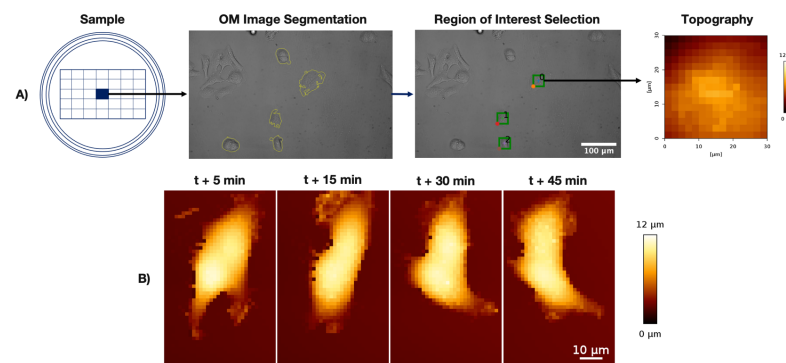 Sample
OM Image Segmentation
Region of Interest Selection
Topography
A)
0
1
2
100 µm
[µm]
30
20
10
0
0
10
20
30
[µm]
12
0
t + 5 min
t + 15 min
t + 30 min
t + 45 min
B)
12 µm
0 µm
10 µm